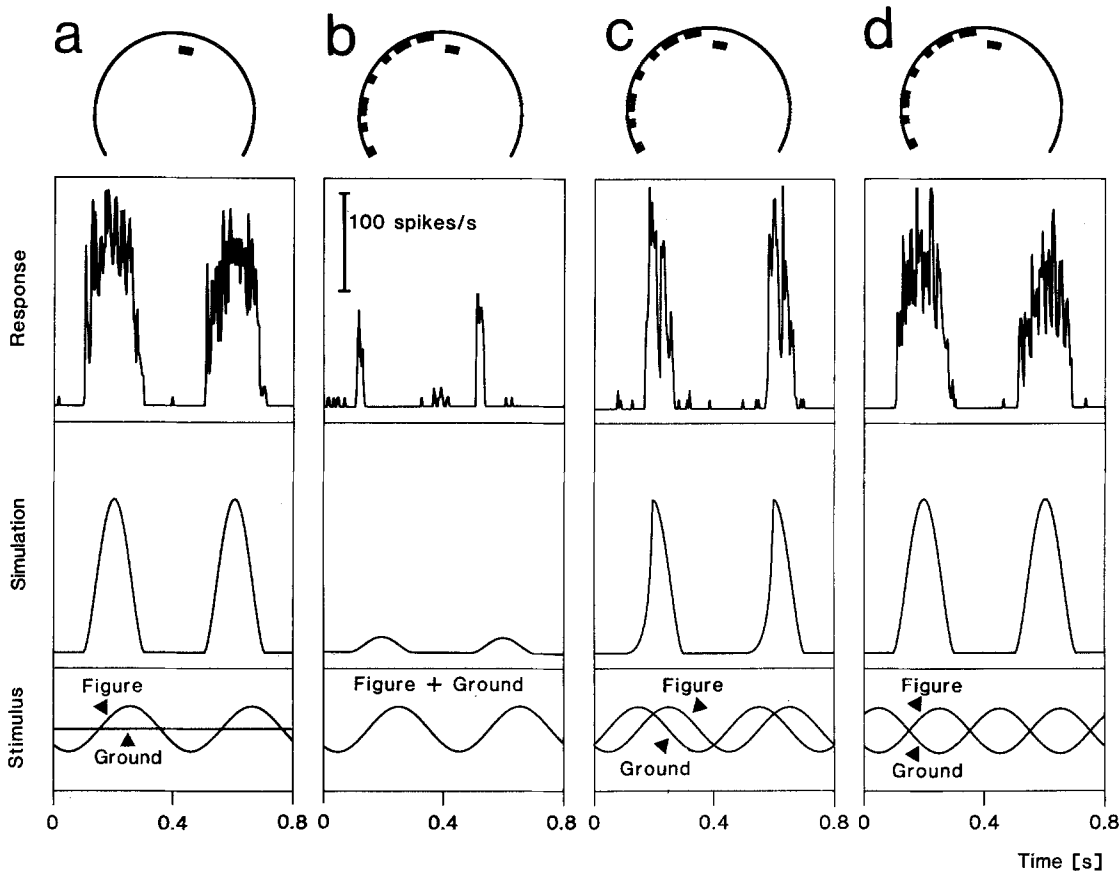 a b c d
Response
100 spikes/s
Simulation
Stimulus
Figure
Ground
Figure + Ground
Figure
Ground
Figure
Ground
0 0.4 0.8 0 0.4 0.8 0 0.4 0.8 0 0.4 0.8
Time [s]